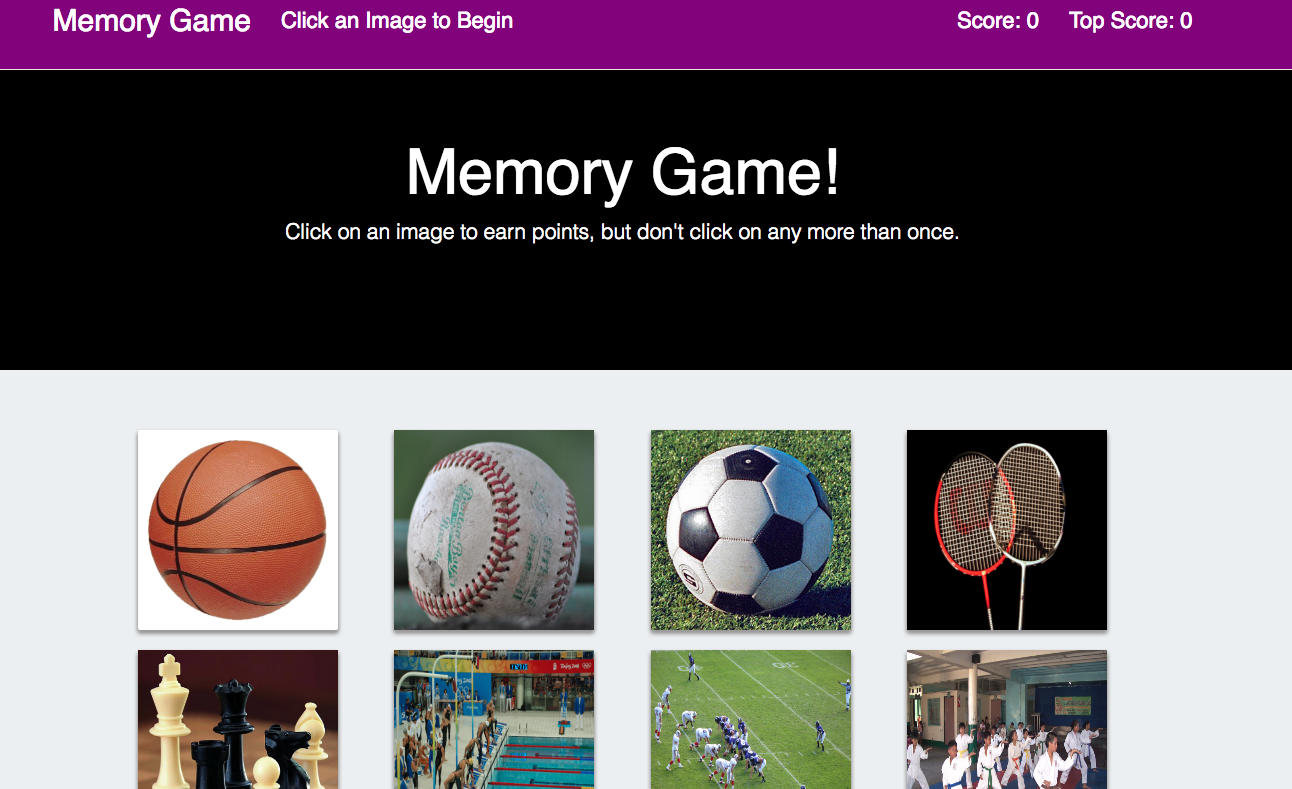 Memory Game Click an Image to Begin Score: 0 Top Score: 0
Memory Game!
Click on an image to earn points, but don't click on any more than once.